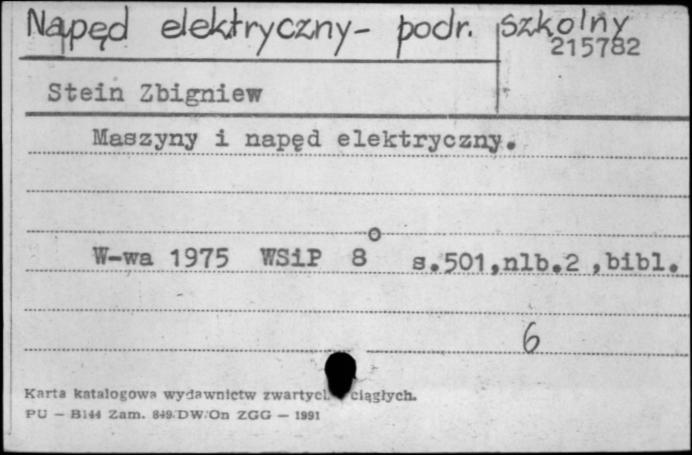 Napęd elektryczny- podr. szkolny
215782
Stein Zbigniew
Maszyny i napęd elektryczny.
W-wa 1975 WSiP 8° s.501,nlb.2 ,bibl.
6
Karta katalogowa wydawnictw zwartych ciągłych.
PU — B144 Zam. 849/DW/On ZGG — 1991